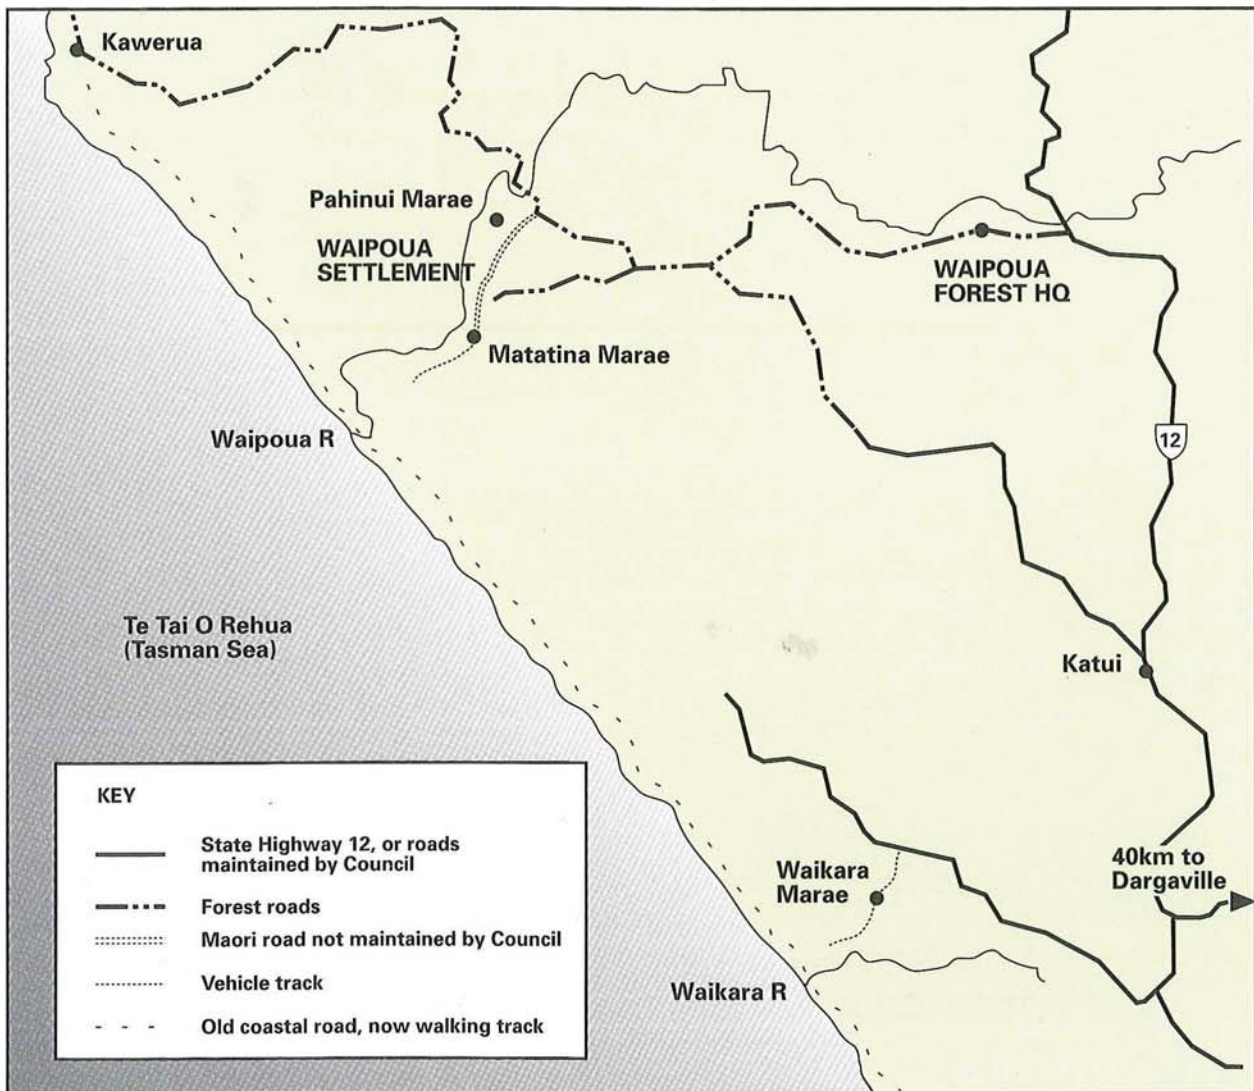 Kawerua
Pahinui Marae
WAIPOUA
SETTLEMENT
WAIPOUA
FOREST HQ
Matatina Marae
Waipoua R
12
Te Tai O Rehua
(Tasman Sea)
Katui
KEY
State Highway 12, or roads
maintained by Council
Forest roads
Maori road not maintained by Council
Vehicle track
Old coastal road, now walking track
Waikara
Marae
40km to
Dargaville
Waikara R